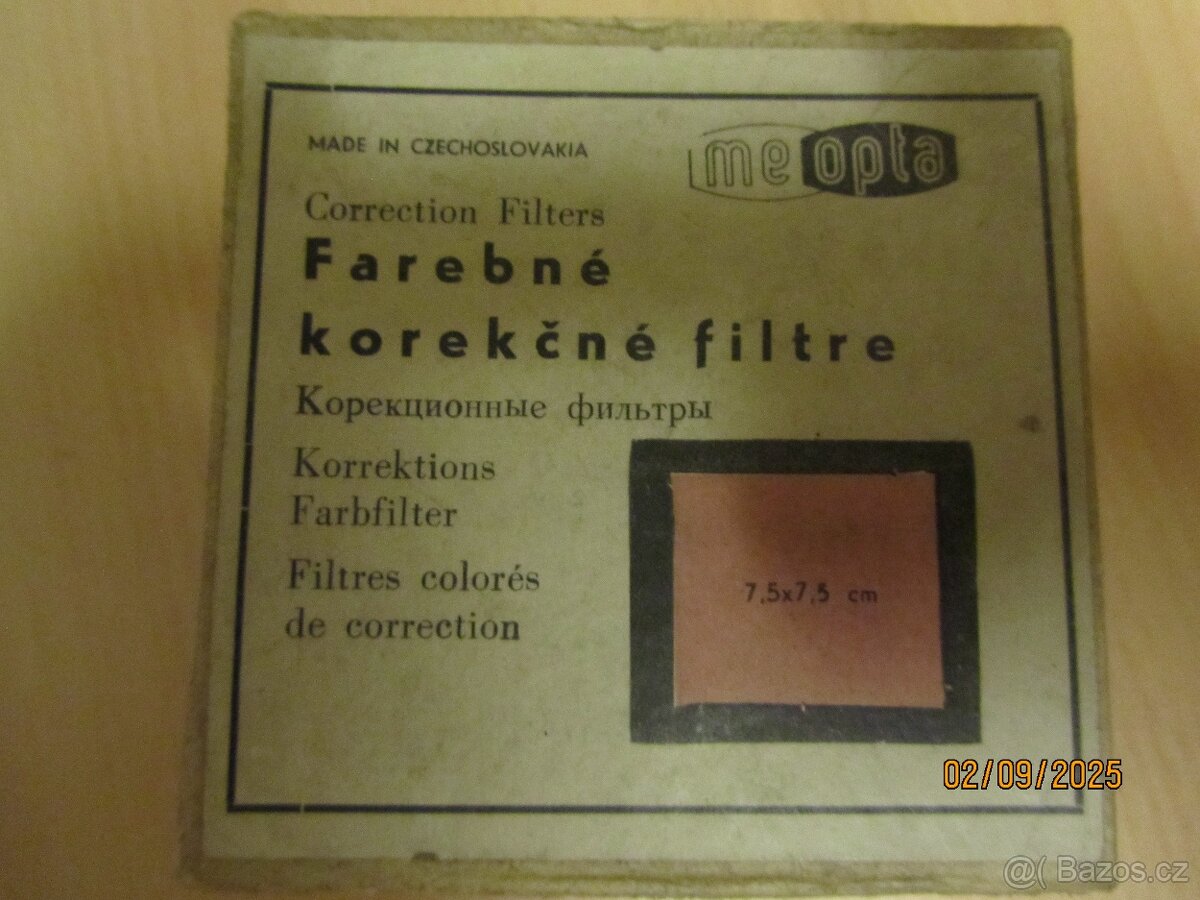 MADE IN CZECHOSLOVAKIA
meopta
Correction Filters
Farebné
korekčné filtre
Корекционные фильтры
Korrektions
Farbfilter
Filtres colorés
de correction
7,5x7,5 cm
02/09/2025
@( Bazos.cz